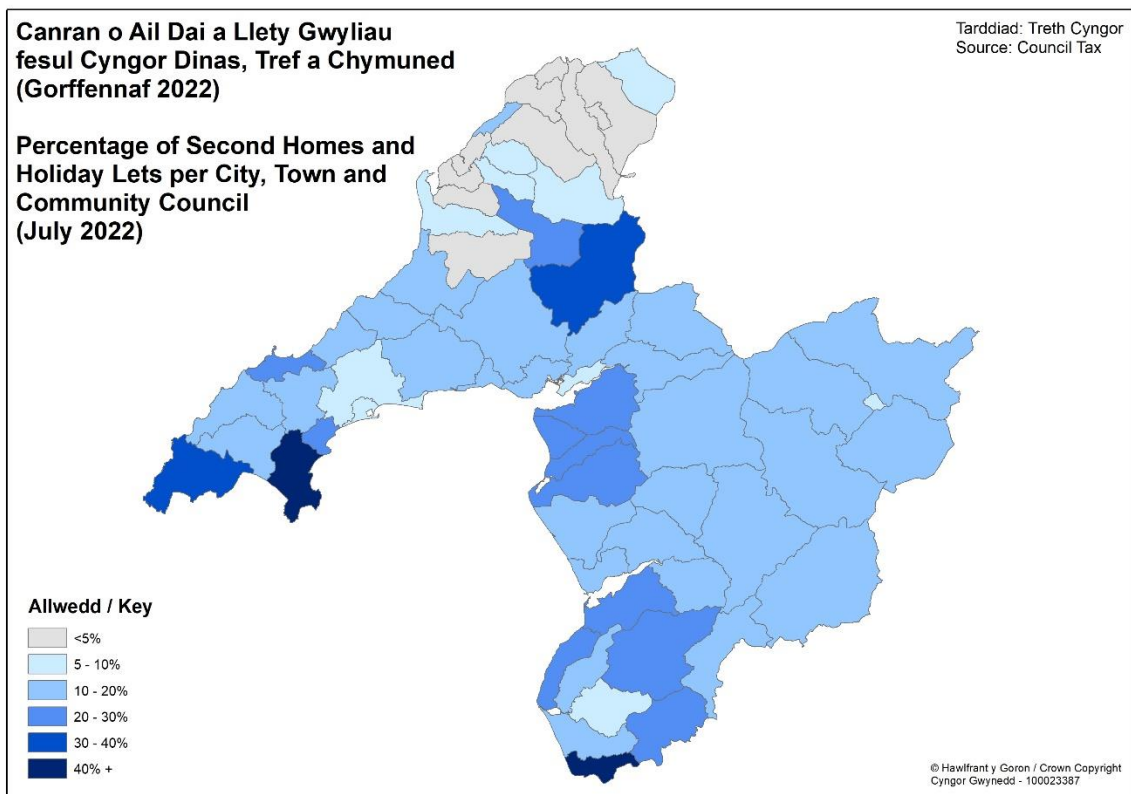 Canran o Ail Dai a Llety Gwyliau
fesul Cyngor Dinas, Tref a Chymuned
(Gorffennaf 2022)
Percentage of Second Homes and
Holiday Lets per City, Town and
Community Council
(July 2022)
Tarddiad: Treth Cyngor
Source: Council Tax
Allwedd / Key
<5%
5 - 10%
10 - 20%
20 - 30%
30 - 40%
40% +
© Hawlfraint y Goron / Crown Copyright
Cyngor Gwynedd - 100023387